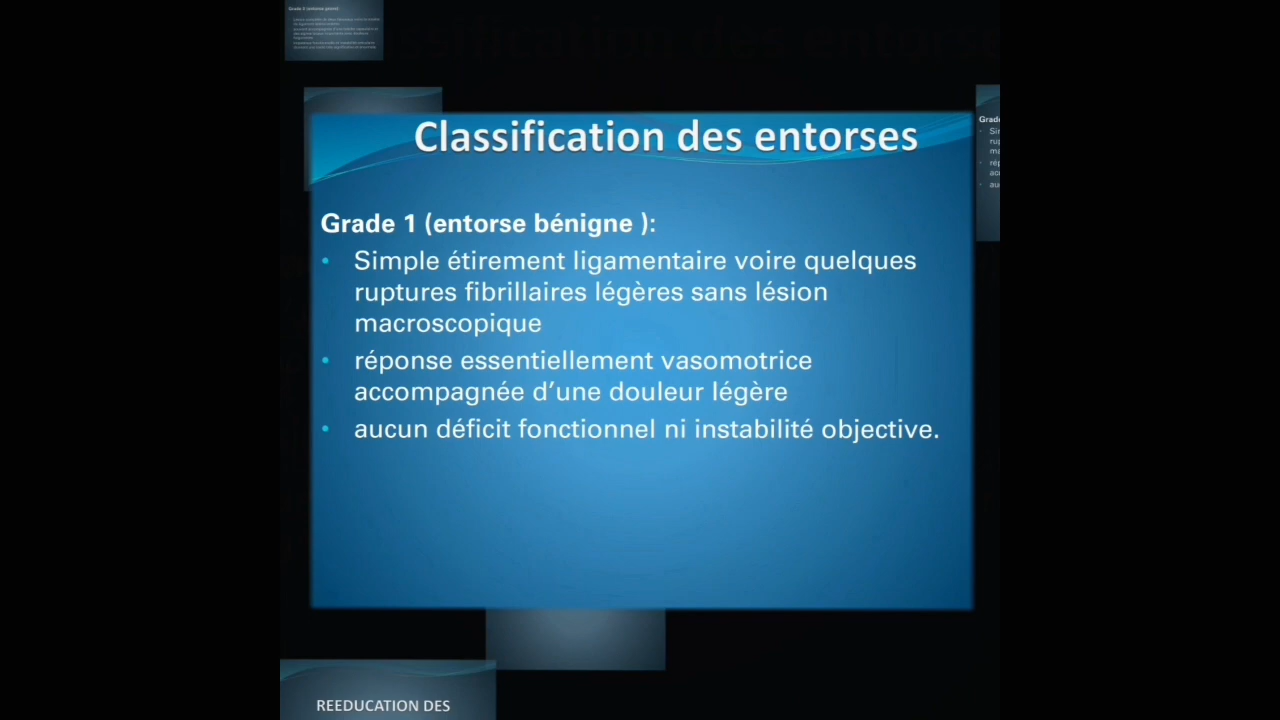 Classification des entorses
Grade 1 (entorse bénigne ):
• Simple étirement ligamentaire voire quelques
ruptures fibrillaires légères sans lésion
macroscopique
• réponse essentiellement vasomotrice
accompagnée d’une douleur légère
• aucun déficit fonctionnel ni instabilité objective.
REEDUCATION DES